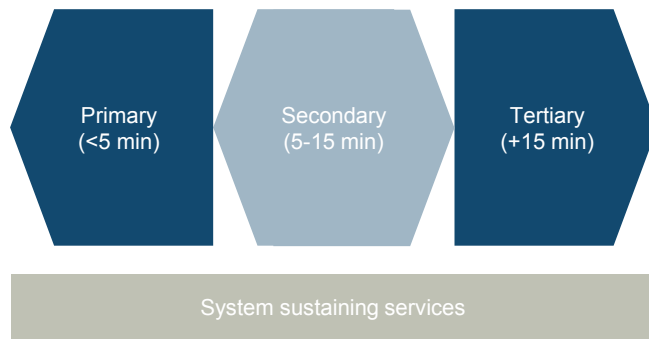 Primary
(<5 min)
Secondary
(5-15 min)
Tertiary
(+15 min)
System sustaining services